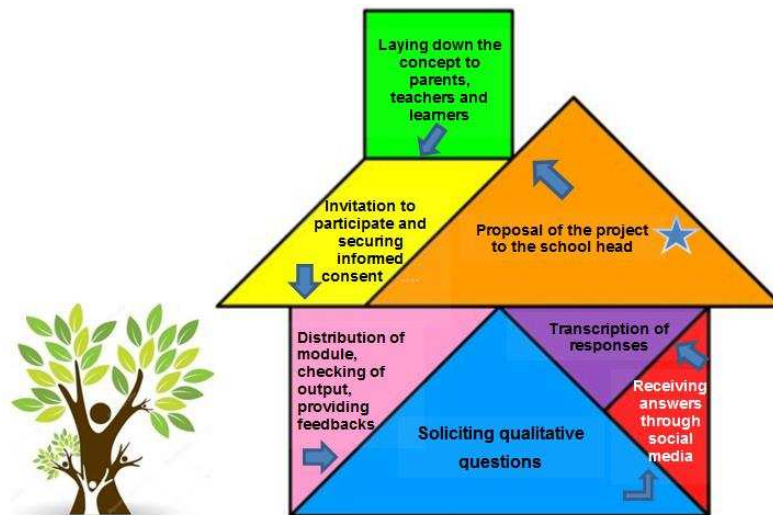 Laying down the
concept to
parents,
teachers and
learners
Invitation to
participate and
securing
informed
consent
Proposal of the project
to the school head
Distribution of
module,
checking of
output,
providing
feedbacks
Transcription of
responses
Receiving
answers
through
social
media
Soliciting qualitative
questions